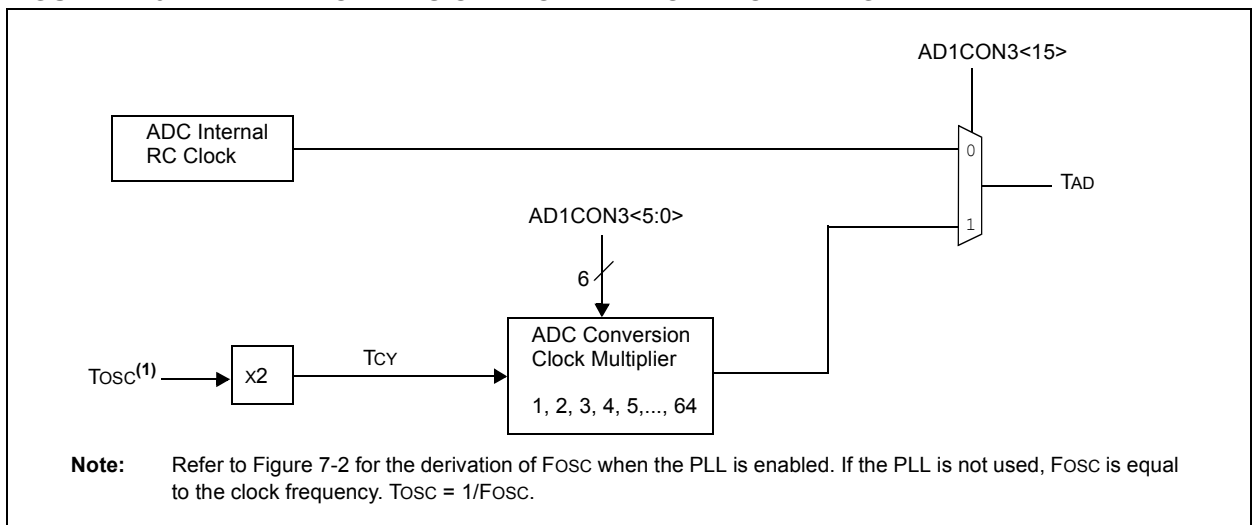 AD1CON3<15>
ADC Internal
RC Clock
0
TAD
AD1CON3<5:0>
1
6
ADC Conversion
Clock Multiplier
TOSC(1)
X2
TCY
1, 2, 3, 4, 5,..., 64
Note: Refer to Figure 7-2 for the derivation of FOSC when the PLL is enabled. If the PLL is not used, FOSC is equal
to the clock frequency. TOSC = 1/FOSC.